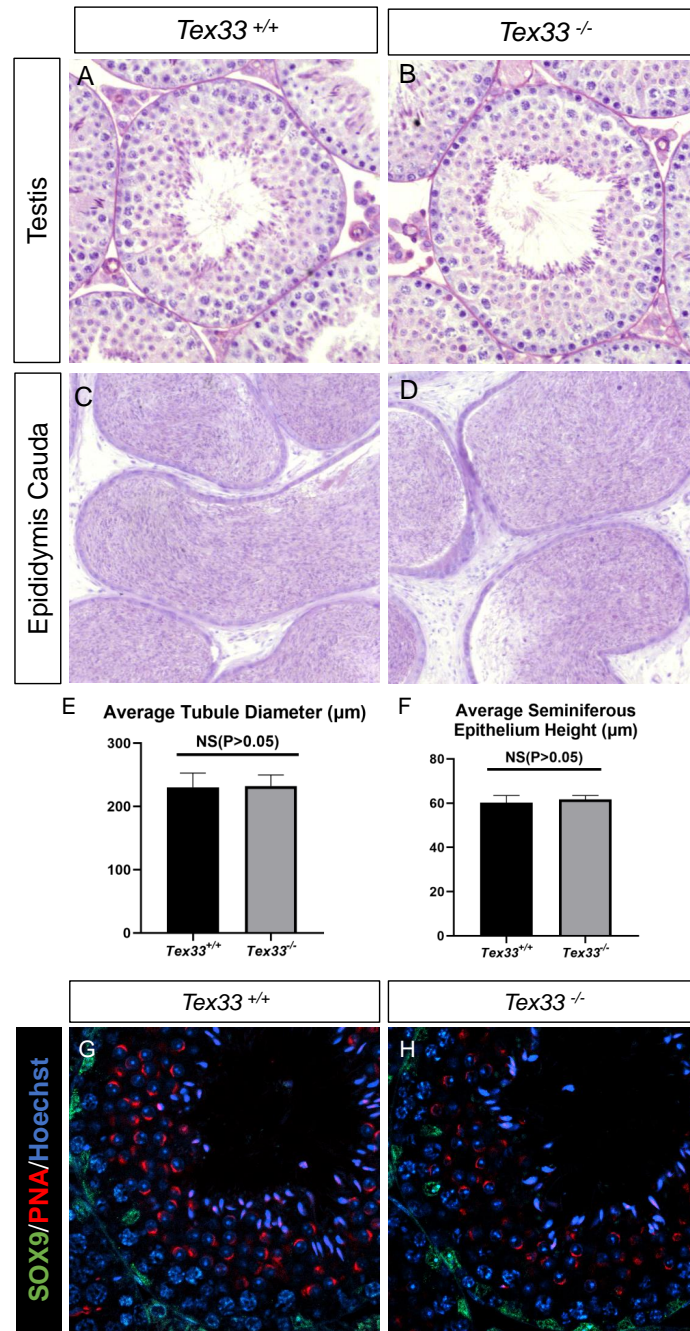 Tex33 +/+
Tex33 -/-
Testis
A
B
Epididymis Cauda
C
D
E
Average Tubule Diameter (µm)
NS(P>0.05)
300
200
100
0
Tex33+/+
Tex33-/-
F
Average Seminiferous
Epithelium Height (µm)
NS(P>0.05)
80
60
40
20
0
Tex33+/+
Tex33-/-
Tex33 +/+
Tex33 -/-
SOX9/PNA/Hoechst
G
H